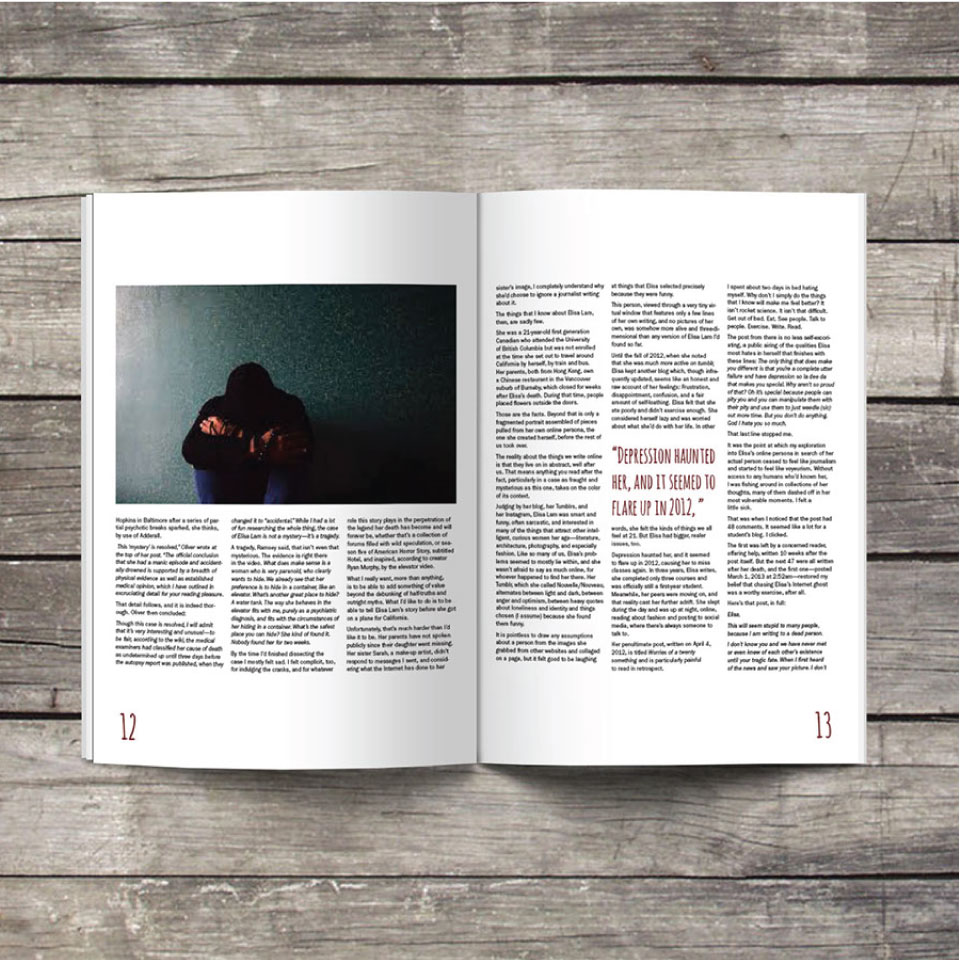 Hopkins in Baltimore after a series of par-
tial psychotic breaks sparked, she thinks,
by use of Adderall.
This 'mystery' is resolved," Oliver wrote at
the top of her post. "The official conclusion
that she had a manic episode and accident-
ally drowned is supported by a breadth of
physical evidence as well as established
medical opinion, which I have outlined in
excruciating detail for your reading pleasure.
That detail follows, and it is indeed thor-
ough. Oliver then concluded:
Though this case is resolved, I will admit
that it's very interesting and unusual—to
be fair, according to the wiki, the medical
examiners had classified her cause of death
as undetermined up until three days before
the autopsy report was published, when they
changed it to "accidental." While I had a lot
of fun researching the whole thing, the case
of Elisa Lam is not a mystery—it's a tragedy.
A tragedy, Ramsey said, that isn't even that
mysterious. The evidence is right there
in the video. What does make sense is a
woman who is very paranoid, who clearly
wants to hide. We already see that her
preference is to hide in a container, like an
elevator. What's another great place to hide?
A water tank. The way she behaves in the
elevator fits with me, purely as a psychiatric
diagnosis, and fits with the circumstances of
her hiding in a container. What's the safest
place you can hide? She kind of found it.
Nobody found her for two weeks.
By the time I'd finished dissecting the
case I mostly felt sad. I felt complicit, too,
for indulging the cranks, and for whatever
role this story plays in the perpetration of
the legend her death has become and will
forever be, whether that's a collection of
forums filled with wild speculation, or sea-
son five of American Horror Story, subtitled
Hotel, and inspired, according to creator
Ryan Murphy, by the elevator video.
What I really want, more than anything,
is to be able to add something of value
beyond the debunking of half-truths and
outright myths. What I'd like to do is to be
able to tell Elisa Lam's story before she got
on a plane for California.
Unfortunately, that's much harder than I'd
like it to be. Her parents have not spoken
publicly since their daughter went missing.
Her sister Sarah, a make-up artist, didn't
respond to messages I sent, and consid-
ering what the Internet has done to her
12
sister's image, I completely understand why
she'd choose to ignore a journalist writing
about it.
The things that I know about Elisa Lam,
then, are sadly few.
She was a 21-year-old first generation
Canadian who attended the University
of British Columbia but was not enrolled
at the time she set out to travel around
California by herself, by train and bus.
Her parents, both from Hong Kong, own
a Chinese restaurant in the Vancouver
suburb of Burnaby, which closed for weeks
after Elisa's death. During that time, people
placed flowers outside the doors.
Those are the facts. Beyond that is only a
fragmented portrait assembled of pieces
pulled from her own online persona, the
one she created herself, before the rest of
us took over.
The reality about the things we write online
is that they live on in abstract, well after
us. That means anything you read after the
fact, particularly in a case as fraught and
mysterious as this one, takes on the color
of its context.
Judging by her blog, her Tumblrs, and
her Instagram, Elisa Lam was smart and
funny, often sarcastic, and interested in
many of the things that attract other intel-
ligent, curious women her age—literature,
architecture, photography, and especially
fashion. Like so many of us, Elisa's prob-
lems seemed to mostly lie within, and she
wasn't afraid to say as much online, for
whoever happened to find her there. Her
Tumblr, which she called Nouvelle/Nouveau,
alternates between light and dark, between
anger and optimism, between heavy quotes
about loneliness and identity and things
chosen (I assume) because she found
them funny.
It is pointless to draw any assumptions
about a person from the images she
grabbed from other websites and collaged
on a page, but it felt good to be laughing
at things that Elisa selected precisely
because they were funny.
This person, viewed through a very tiny vir-
tual window that features only a few lines
of her own writing, and no pictures of her
own, was somehow more alive and three-di-
mensional than any version of Elisa Lam I'd
found so far.
Until the fall of 2012, when she noted
that she was much more active on tumblr,
Elisa kept another blog which, though infre-
quently updated, seems like an honest and
raw account of her feelings: Frustration,
disappointment, confusion, and a fair
amount of self-loathing. Elisa felt that she
ate poorly and didn't exercise enough. She
considered herself lazy and was worried
about what she'd do with her life. In other
"Depression haunted
her, and it seemed to
flare up in 2012,"
words, she felt the kinds of things we all
feel at 21. But Elisa had bigger, realer
issues, too.
Depression haunted her, and it seemed
to flare up in 2012, causing her to miss
classes again. In three years, Elisa writes,
she completed only three courses and
was officially still a first-year student.
Meanwhile, her peers were moving on, and
that reality cast her further adrift. She slept
during the day and was up at night, online,
reading about fashion and posting to social
media, where there's always someone to
talk to.
Her penultimate post, written on April 4,
2012, is titled Worries of a twenty
something and is particularly painful
to read in retrospect.
I spent about two days in bed hating
myself. Why don't I simply do the things
that I know will make me feel better? It
isn't rocket science. It isn't that difficult.
Get out of bed. Eat. See people. Talk to
people. Exercise. Write. Read.
The post from there is no less self-excori-
ating, a public airing of the qualities Elisa
most hates in herself that finishes with
these lines: The only thing that does make
you different is that you're a complete utter
failure and have depression so le dee da
that makes you special. Why aren't so proud
of that? Oh it's special because people can
pity you and you can manipulate them with
their pity and use them to just weedle (sic)
out more time. But you don't do anything.
God I hate you so much.
That last line stopped me.
It was the point at which my exploration
into Elisa's online persona in search of her
actual person ceased to feel like journalism
and started to feel like voyeurism. Without
access to any humans who'd known her,
I was fishing around in collections of her
thoughts, many of them dashed off in her
most vulnerable moments. I felt a
little sick.
That was when I noticed that the post had
48 comments. It seemed like a lot for a
student's blog. I clicked.
The first was left by a concerned reader,
offering help, written 10 weeks after the
post itself. But the next 47 were all written
after her death, and the first one—posted
March 1, 2013 at 2:52am—restored my
belief that chasing Elisa's Internet ghost
was a worthy exercise, after all.
Here's that post, in full:
Elisa,
This will seem stupid to many people,
because I am writing to a dead person.
I don't know you and we have never met
or even knew of each other's existence
until your tragic fate. When I first heard
of the news and saw your picture. I don't
13